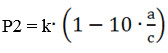 P2 = k· (1 − 10 · a/c)